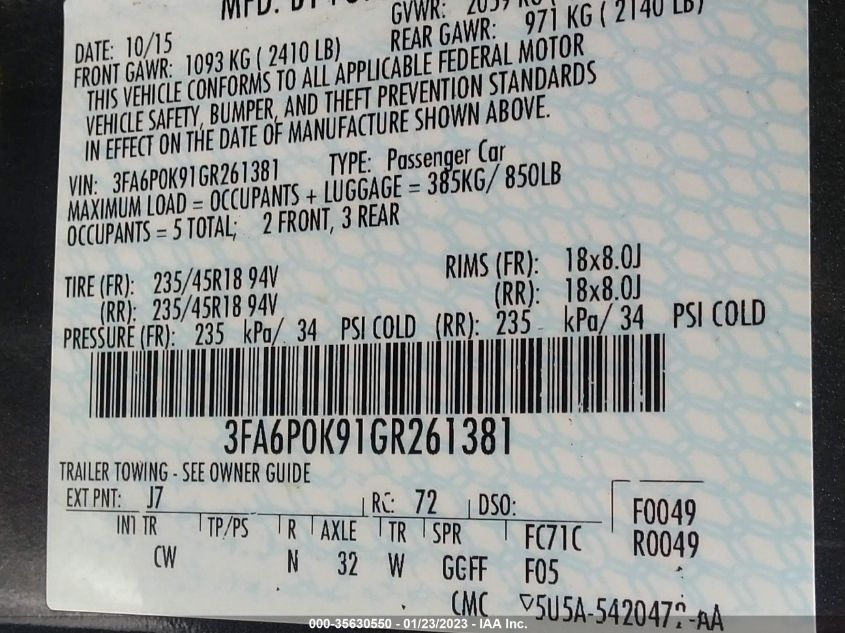 MFD. BY
GVWR:
DATE: 10/15
FRONT GAWR: 1093 KG ( 2410 LB)
REAR GAWR: 971 KG ( 2140 LB)
THIS VEHICLE CONFORMS TO ALL APPLICABLE FEDERAL MOTOR
VEHICLE SAFETY, BUMPER, AND THEFT PREVENTION STANDARDS
IN EFFECT ON THE DATE OF MANUFACTURE SHOWN ABOVE.
VIN: 3FA6P0K91GR261381 TYPE: Passenger Car
MAXIMUM LOAD = OCCUPANTS + LUGGAGE = 385KG/ 850LB
OCCUPANTS = 5 TOTAL; 2 FRONT, 3 REAR
TIRE (FR): 235/45R18 94V RIMS (FR): 18x8.0J
(RR): 235/45R18 94V (RR): 18x8.0J
PRESSURE (FR): 235 kPa/ 34 PSI COLD (RR): 235 kPa/ 34 PSI COLD
3FA6P0K91GR261381
TRAILER TOWING - SEE OWNER GUIDE
EXT PNT: J7 RC: 72 DSO: F0049
INT TR TP/PS R AXLE TR SPR FC71C R0049
CW N 32 W GGFF F05
CMC ▽5U5A-5420472-AA
000-35630550 - 01/23/2023 - IAA Inc.